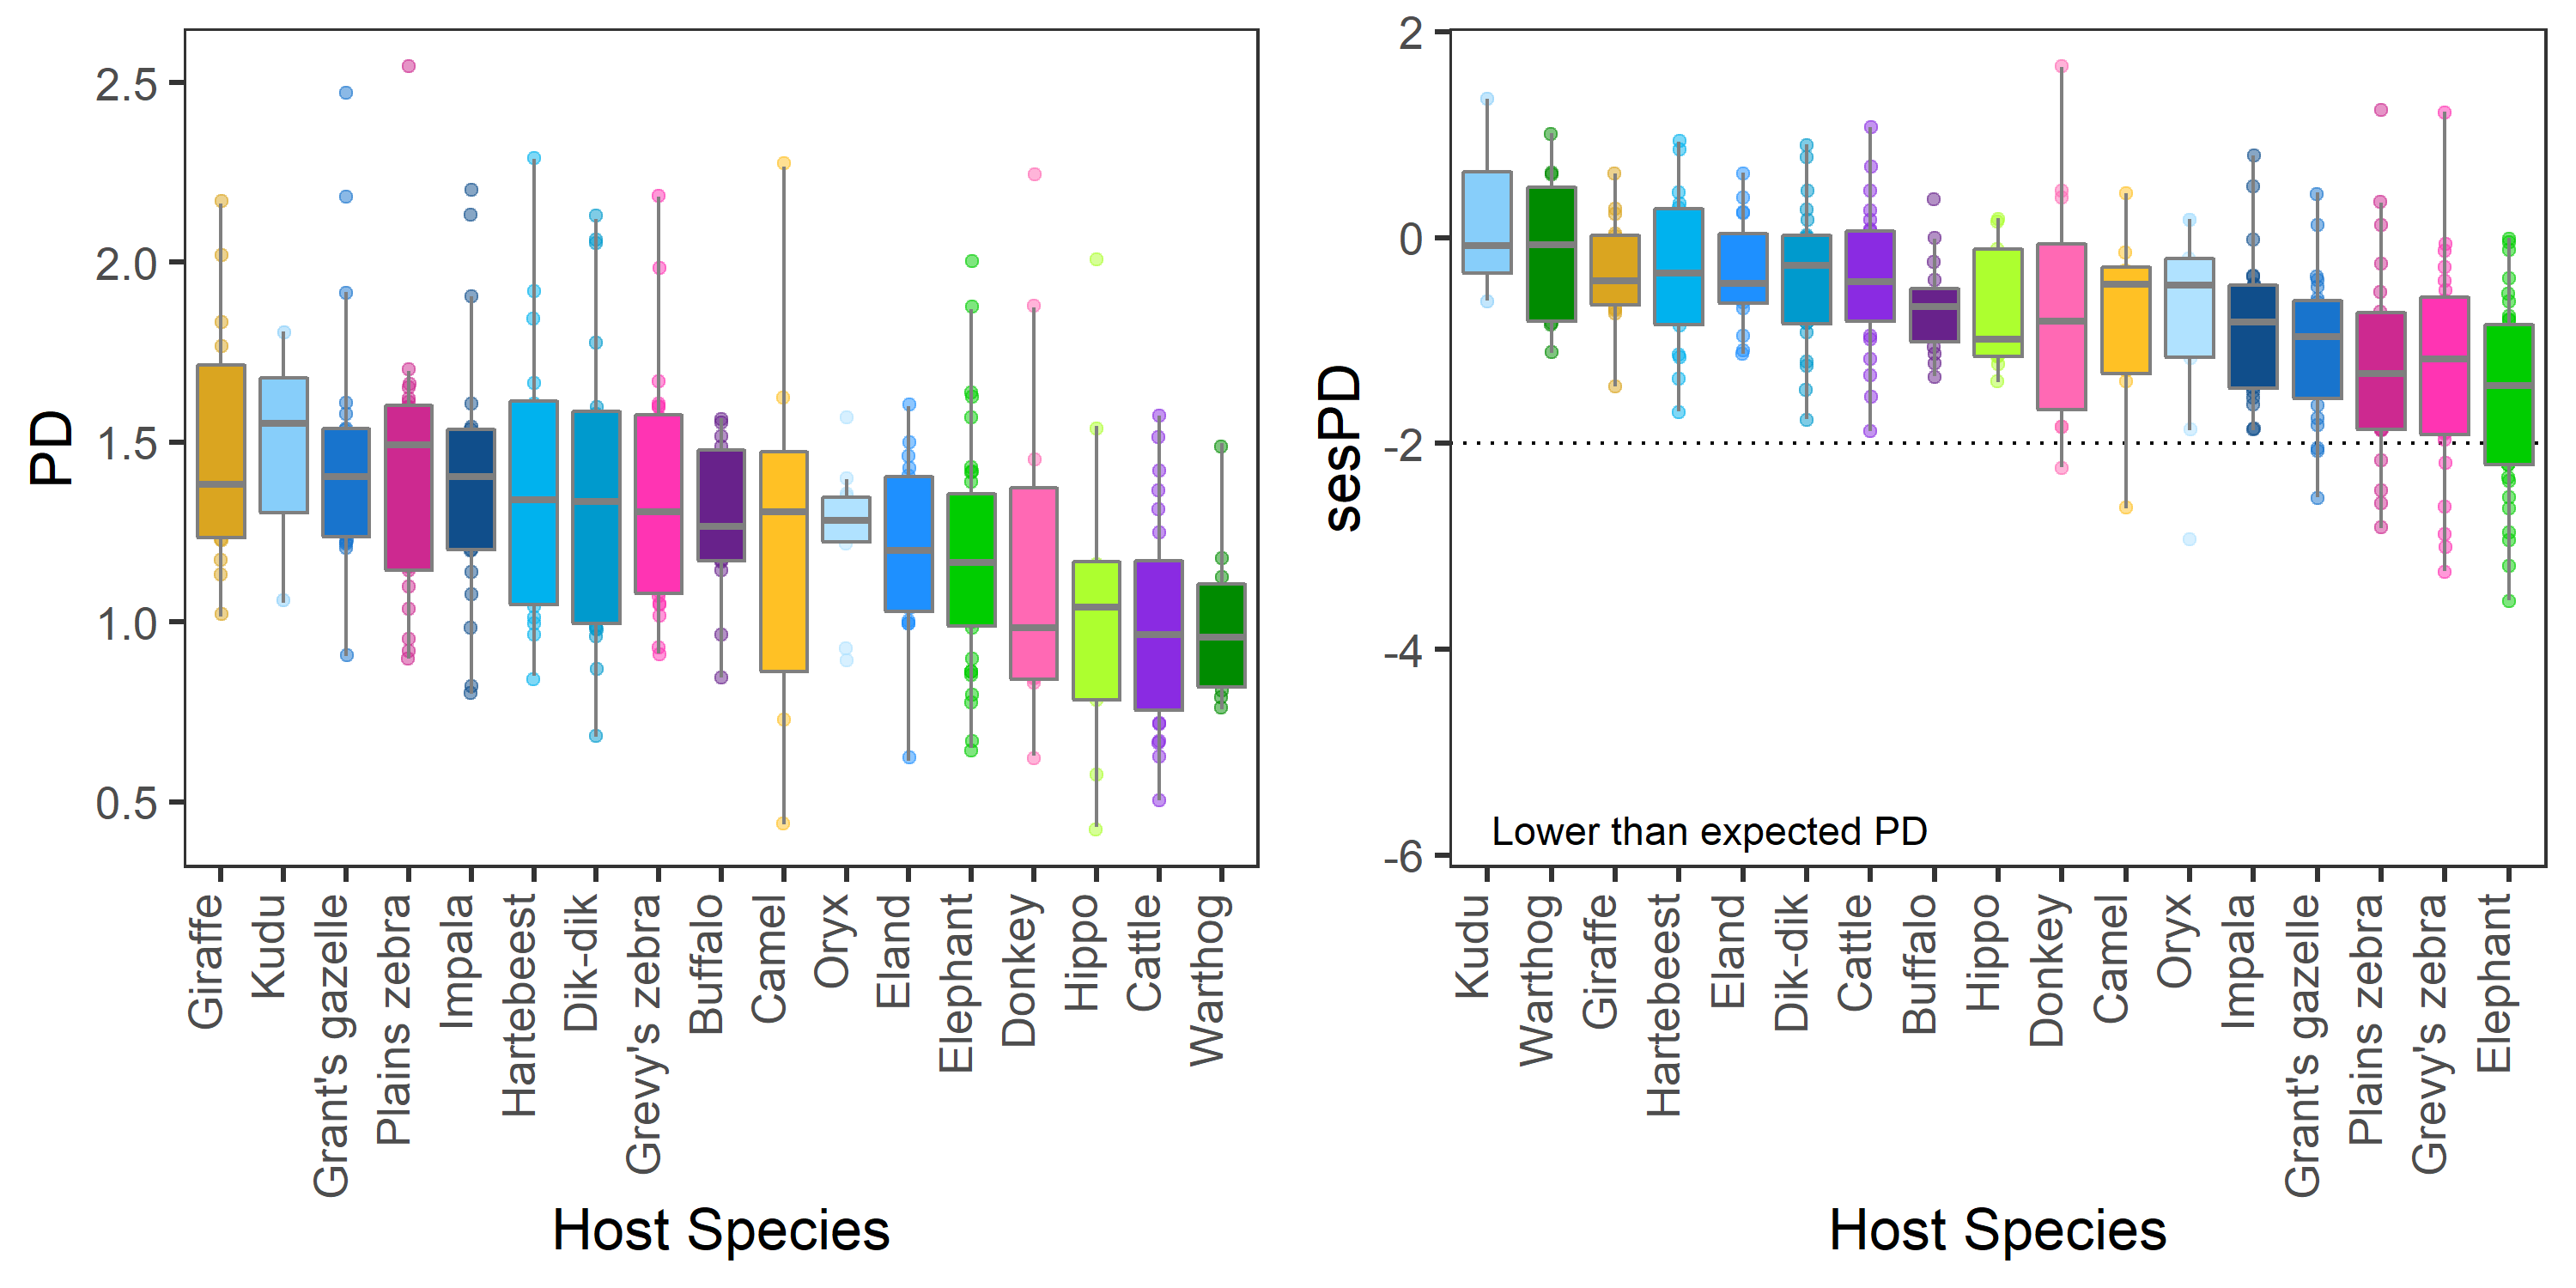 PD
2.5
2.0
1.5
1.0
0.5
Giraffe
Kudu
Grant's gazelle
Plains zebra
Impala
Hartebeest
Dik-dik
Grevy's zebra
Buffalo
Camel
Oryx
Eland
Elephant
Donkey
Hippo
Cattle
Warthog
Host Species
sesPD
2
0
-2
-4
-6
Lower than expected PD
Kudu
Warthog
Giraffe
Hartebeest
Eland
Dik-dik
Cattle
Buffalo
Hippo
Donkey
Camel
Oryx
Impala
Grant's gazelle
Plains zebra
Grevy's zebra
Elephant
Host Species